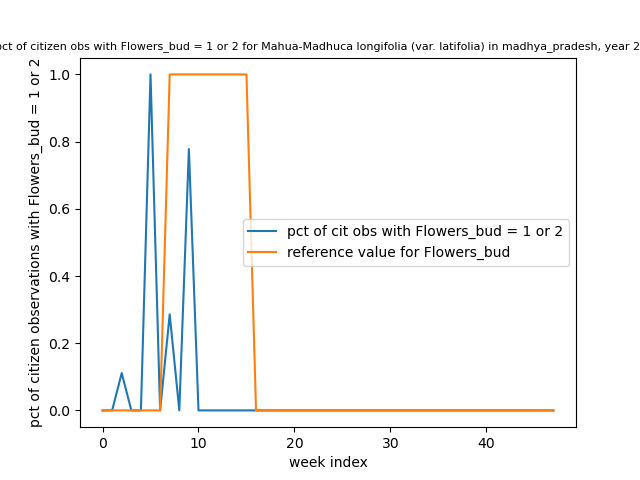 of citizen obs with Flowers_bud = 1 or 2 for Mahua-Madhuca longifolia (var. latifolia) in madhya_pradesh, year 2
pct of citizen observations with Flowers_bud = 1 or 2
1.0
0.8
0.6
0.4
0.2
0.0
pct of cit obs with Flowers_bud = 1 or 2
reference value for Flowers_bud
0
10
20
30
40
week index